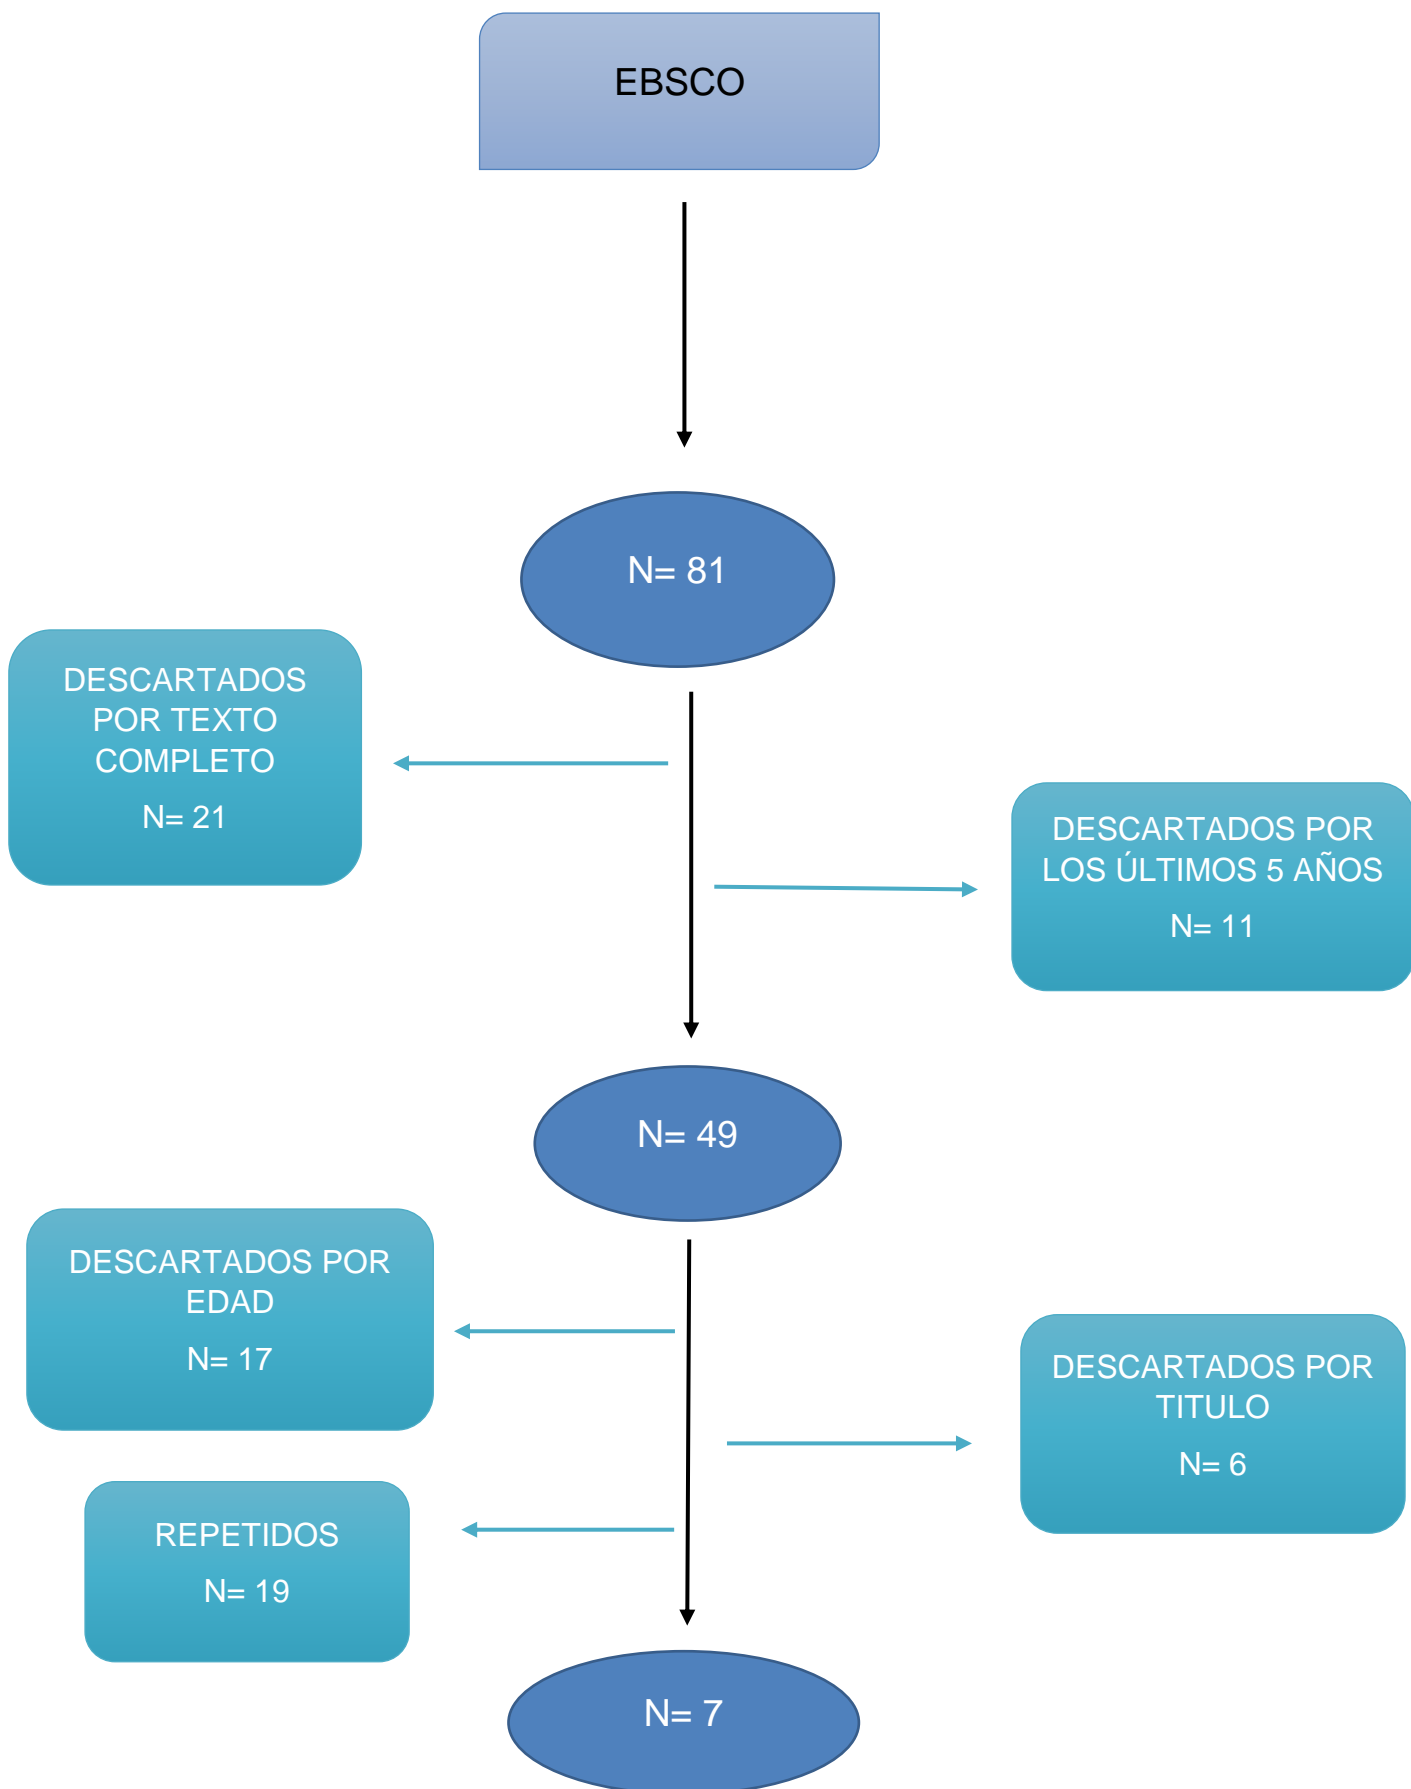 EBSCO
N= 81
DESCARTADOS
POR TEXTO
COMPLETO
N= 21
DESCARTADOS POR
LOS ÚLTIMOS 5 AÑOS
N= 11
N= 49
DESCARTADOS POR
EDAD
N= 17
DESCARTADOS POR
TITULO
N= 6
REPETIDOS
N= 19
N= 7